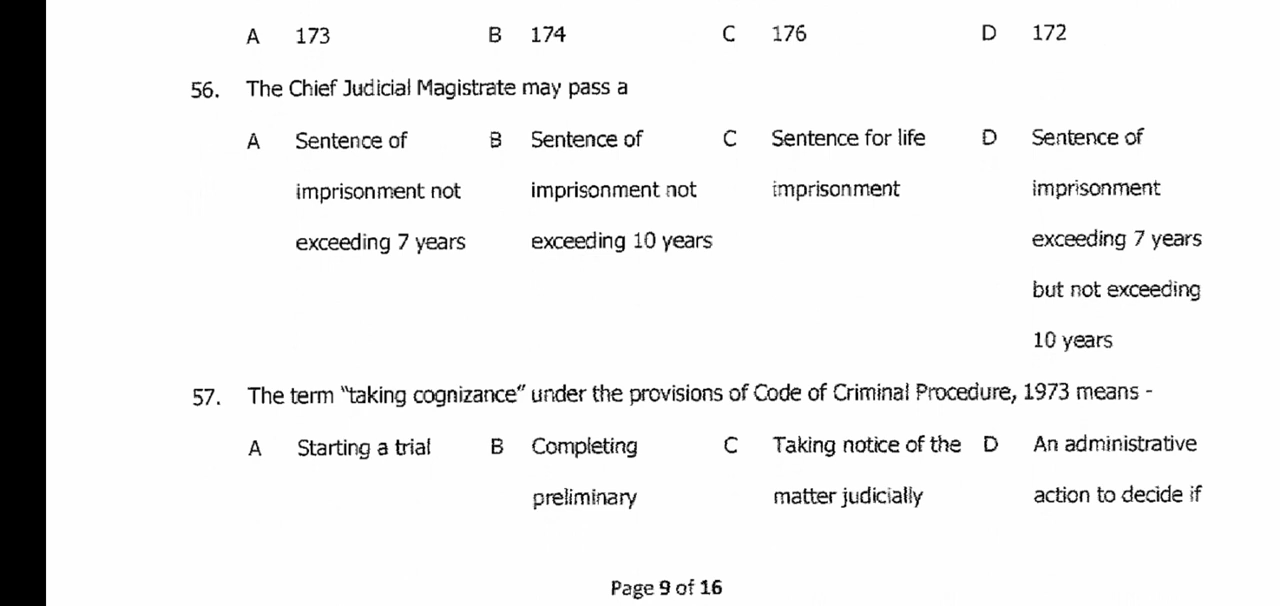 A 173 B 174 C 176 D 172
56. The Chief Judicial Magistrate may pass a
A Sentence of B Sentence of C Sentence for life D Sentence of
imprisonment not imprisonment not imprisonment imprisonment
exceeding 7 years exceeding 10 years exceeding 7 years
but not exceeding
10 years
57. The term "taking cognizance" under the provisions of Code of Criminal Procedure, 1973 means -
A Starting a trial B Completing C Taking notice of the D An administrative
preliminary matter judicially action to decide if
Page 9 of 16